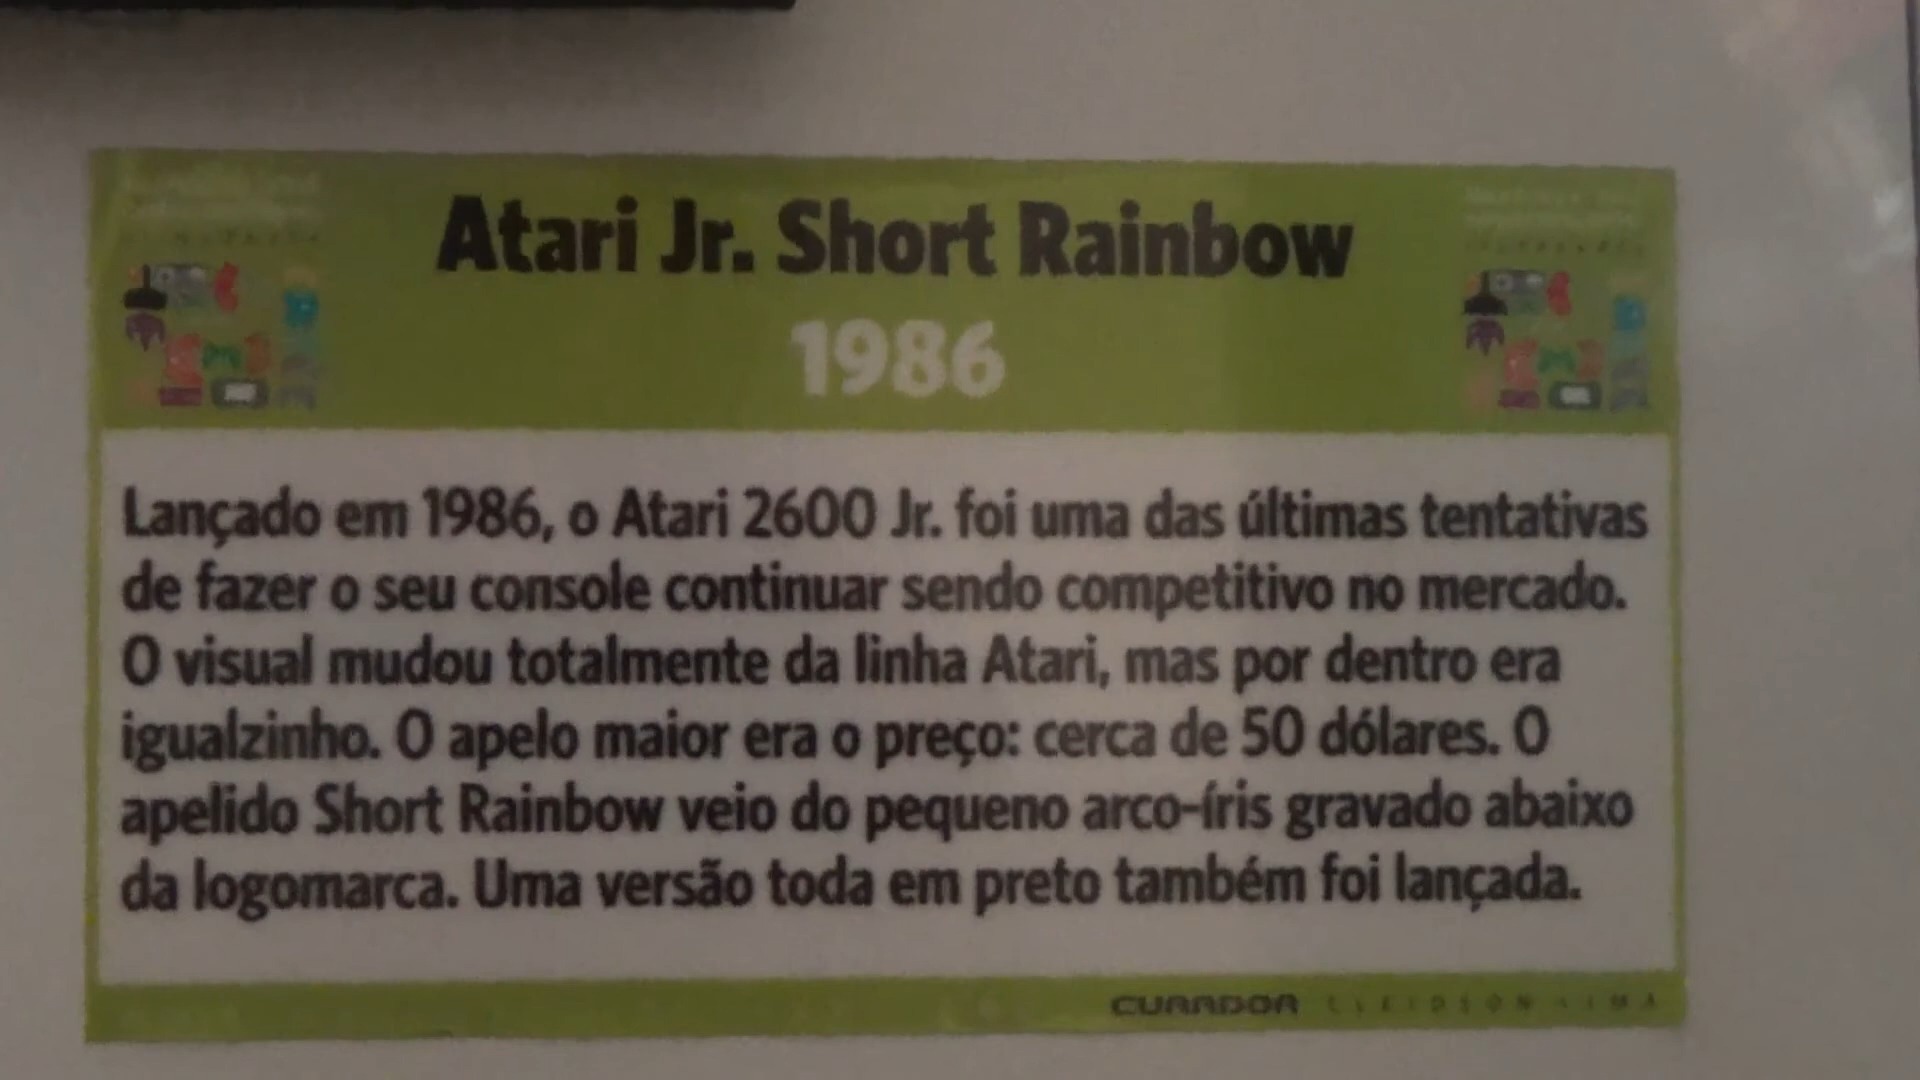 Atari Jr. Short Rainbow
1986
Lançado em 1986, o Atari 2600 Jr. foi uma das últimas tentativas
de fazer o seu console continuar sendo competitivo no mercado.
O visual mudou totalmente da linha Atari, mas por dentro era
igualzinho. O apelo maior era o preço: cerca de 50 dólares. O
apelido Short Rainbow veio do pequeno arco-íris gravado abaixo
da logomarca. Uma versão toda em preto também foi lançada.
CURADOR CLEIDSON LIMA